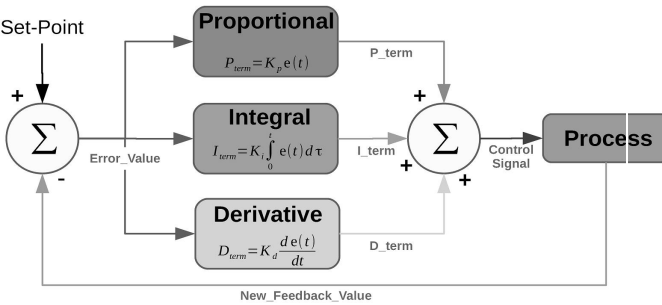 Set-Point
+
Σ
-
Error_Value
Proportional
P_term=K_p e(t)
Integral
I_term=K_i∫_0^t e(t)dτ
Derivative
D_term=K_d de(t)/dt
P_term
I_term
D_term
+
+
+
Σ
Control
Signal
Process
New_Feedback_Value